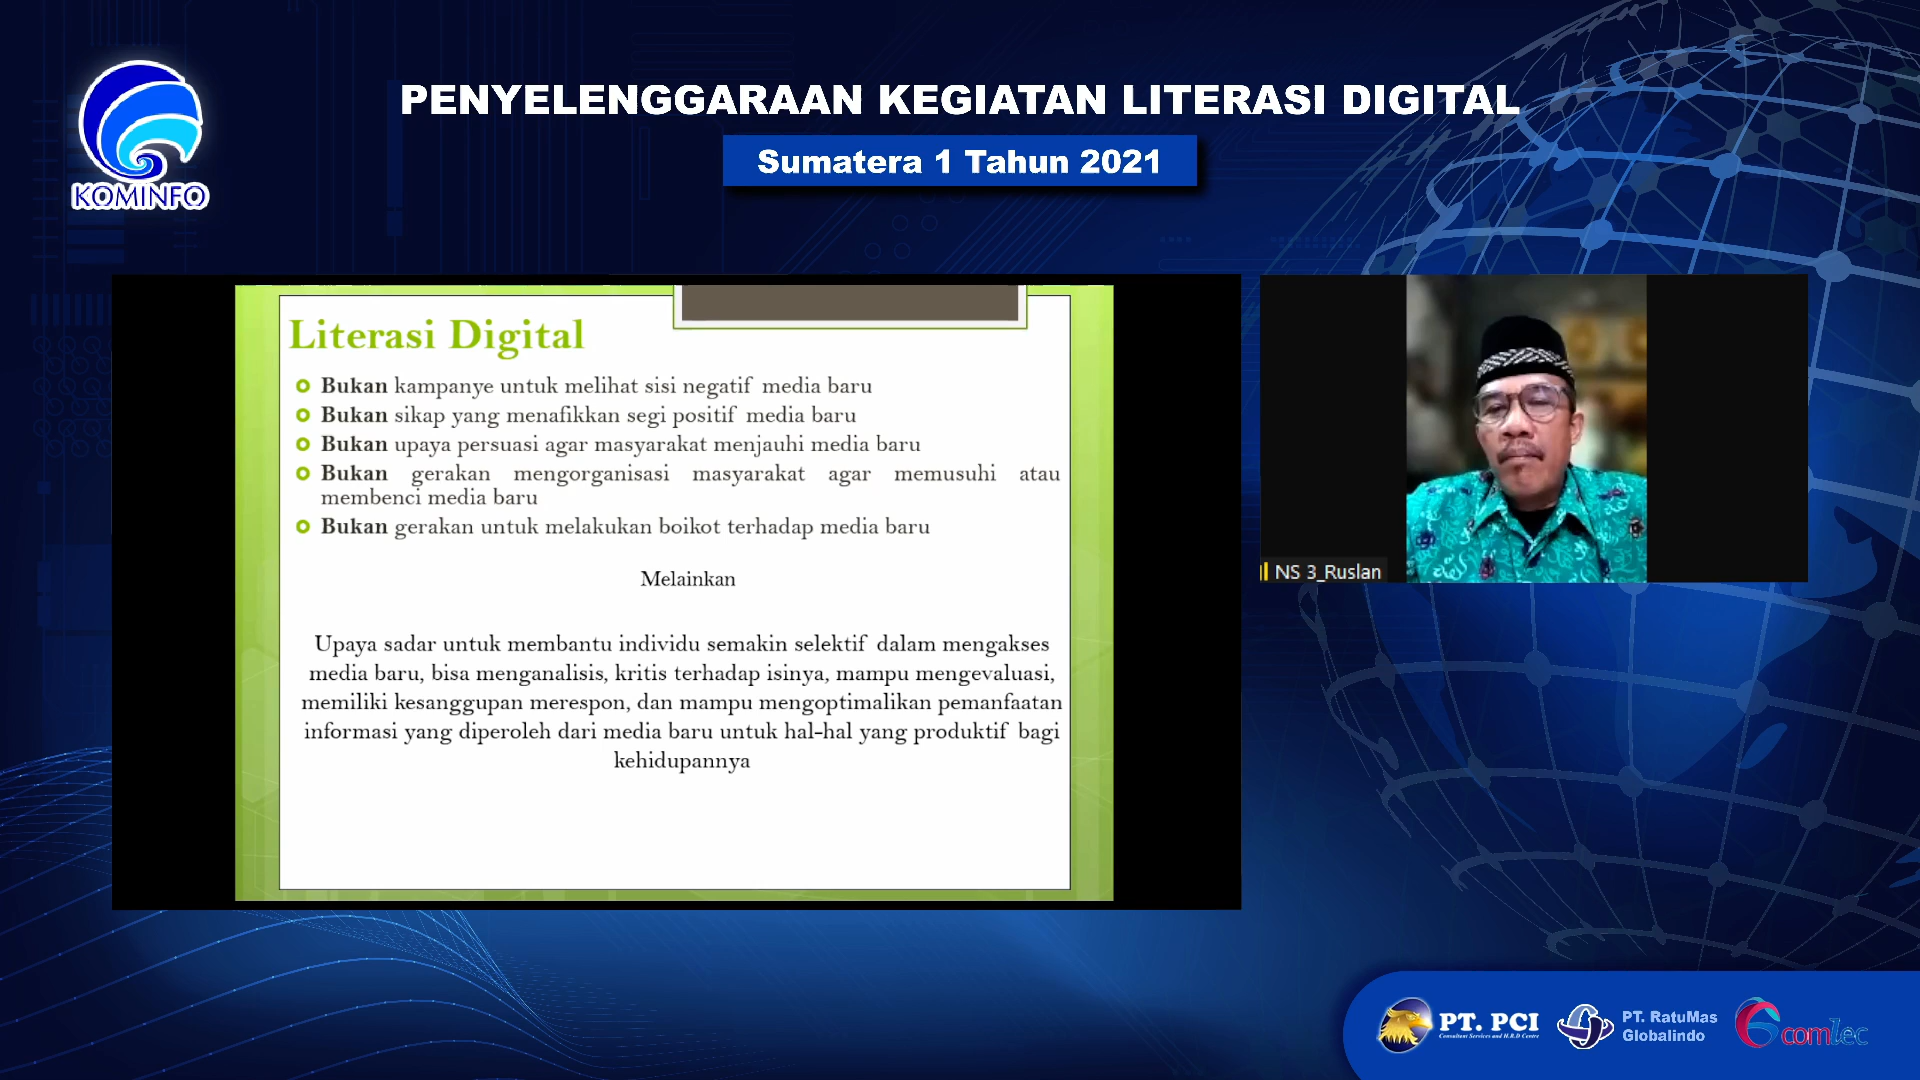 PENYELENGGARAAN KEGIATAN LITERASI DIGITAL
Sumatera 1 Tahun 2021
KOMINFO
Literasi Digital
Bukan kampanye untuk melihat sisi negatif media baru
Bukan sikap yang menafikkan segi positif media baru
Bukan upaya persuasi agar masyarakat menjauhi media baru
Bukan gerakan mengorganisasi masyarakat agar memusuhi atau
membenci media baru
Bukan gerakan untuk melakukan boikot terhadap media baru
Melainkan
Upaya sadar untuk membantu individu semakin selektif dalam mengakses
media baru, bisa menganalisis, kritis terhadap isinya, mampu mengevaluasi,
memiliki kesanggupan merespon, dan mampu mengoptimalikan pemanfaatan
informasi yang diperoleh dari media baru untuk hal-hal yang produktif bagi
kehidupannya
NS 3_Ruslan
PT. PCI
Consultant Services and H.R.D Centre
PT. RatuMas
Globalindo
comtec